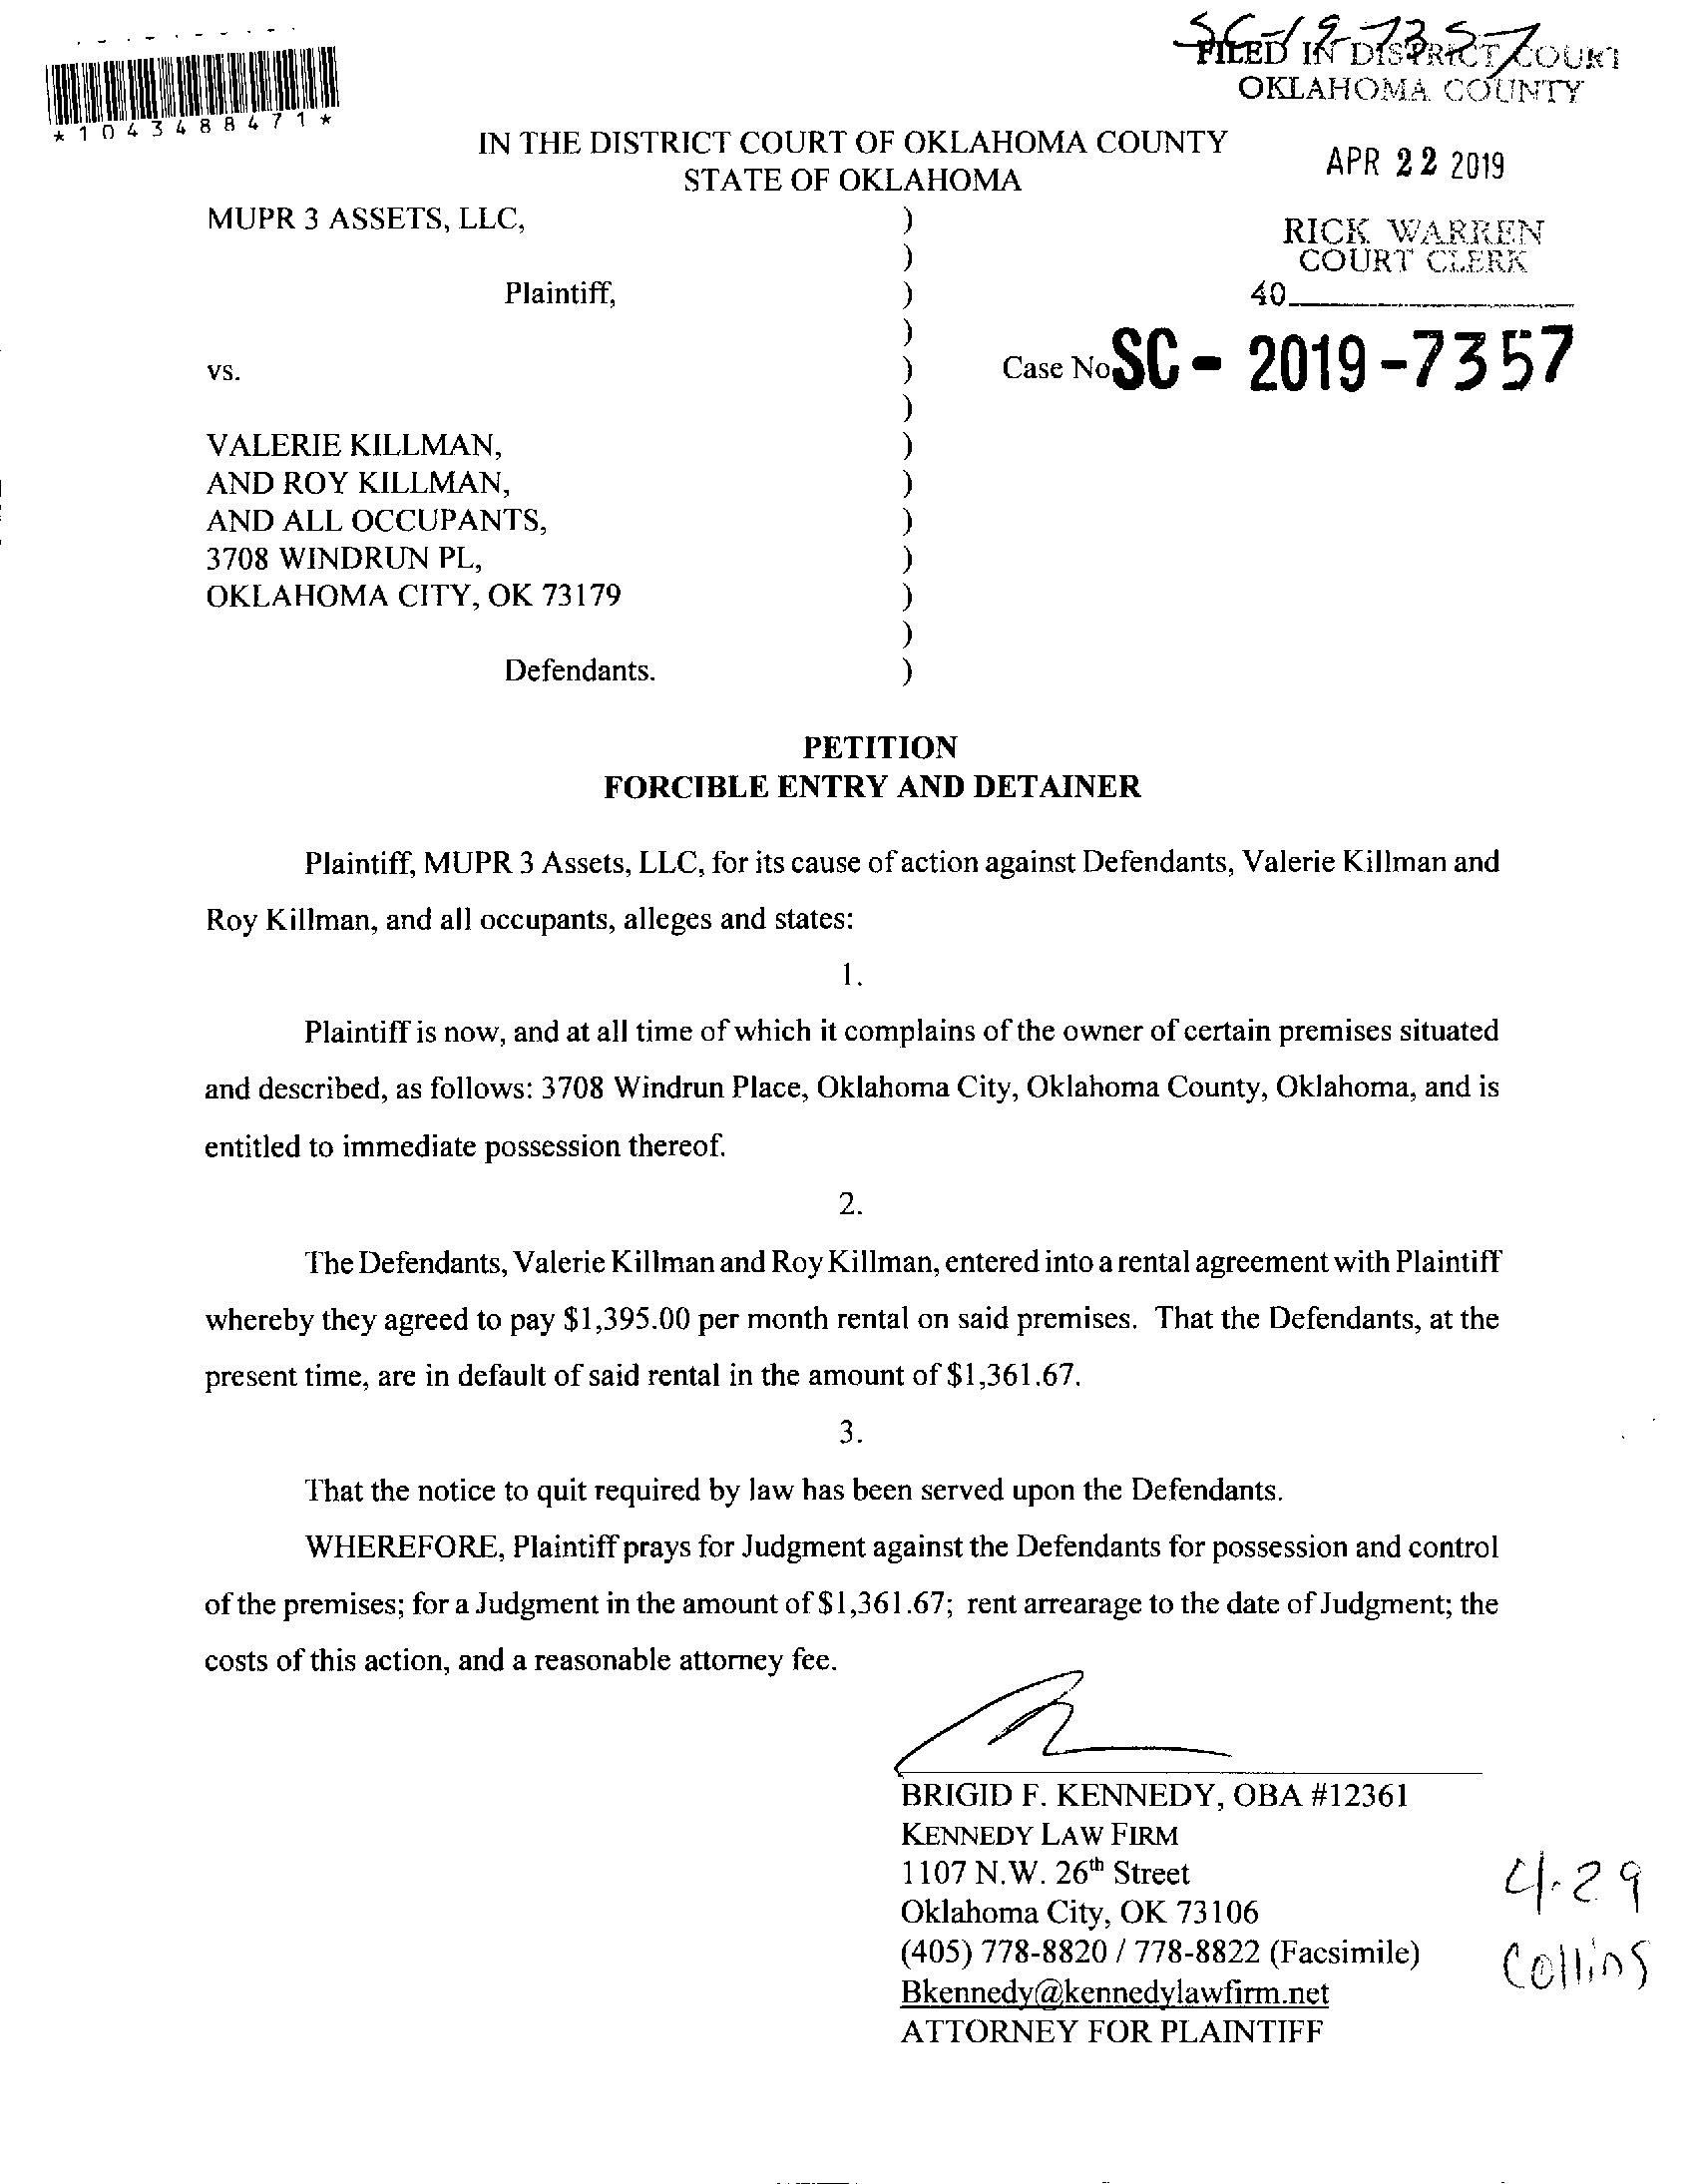 SC-19-7357
FILED IN DISTRICT COURT
OKLAHOMA COUNTY
*1043488471*
IN THE DISTRICT COURT OF OKLAHOMA COUNTY
STATE OF OKLAHOMA
APR 22 2019
MUPR 3 ASSETS, LLC, )
)
RICK WARREN
COURT CLERK
Plaintiff, )
40
)
vs. )
Case No. SC - 2019 - 7357
)
VALERIE KILLMAN, )
AND ROY KILLMAN, )
AND ALL OCCUPANTS, )
3708 WINDRUN PL, )
OKLAHOMA CITY, OK 73179 )
)
Defendants. )
PETITION
FORCIBLE ENTRY AND DETAINER
Plaintiff, MUPR 3 Assets, LLC, for its cause of action against Defendants, Valerie Killman and
Roy Killman, and all occupants, alleges and states:
1.
Plaintiff is now, and at all time of which it complains of the owner of certain premises situated
and described, as follows: 3708 Windrun Place, Oklahoma City, Oklahoma County, Oklahoma, and is
entitled to immediate possession thereof.
2.
The Defendants, Valerie Killman and Roy Killman, entered into a rental agreement with Plaintiff
whereby they agreed to pay $1,395.00 per month rental on said premises. That the Defendants, at the
present time, are in default of said rental in the amount of $1,361.67.
3.
That the notice to quit required by law has been served upon the Defendants.
WHEREFORE, Plaintiff prays for Judgment against the Defendants for possession and control
of the premises; for a Judgment in the amount of $1,361.67; rent arrearage to the date of Judgment; the
costs of this action, and a reasonable attorney fee.
BRIGID F. KENNEDY, OBA #12361
KENNEDY LAW FIRM
1107 N.W. 26th Street
Oklahoma City, OK 73106
(405) 778-8820 / 778-8822 (Facsimile)
Bkennedy@kennedylawfirm.net
ATTORNEY FOR PLAINTIFF
4.29
Collins